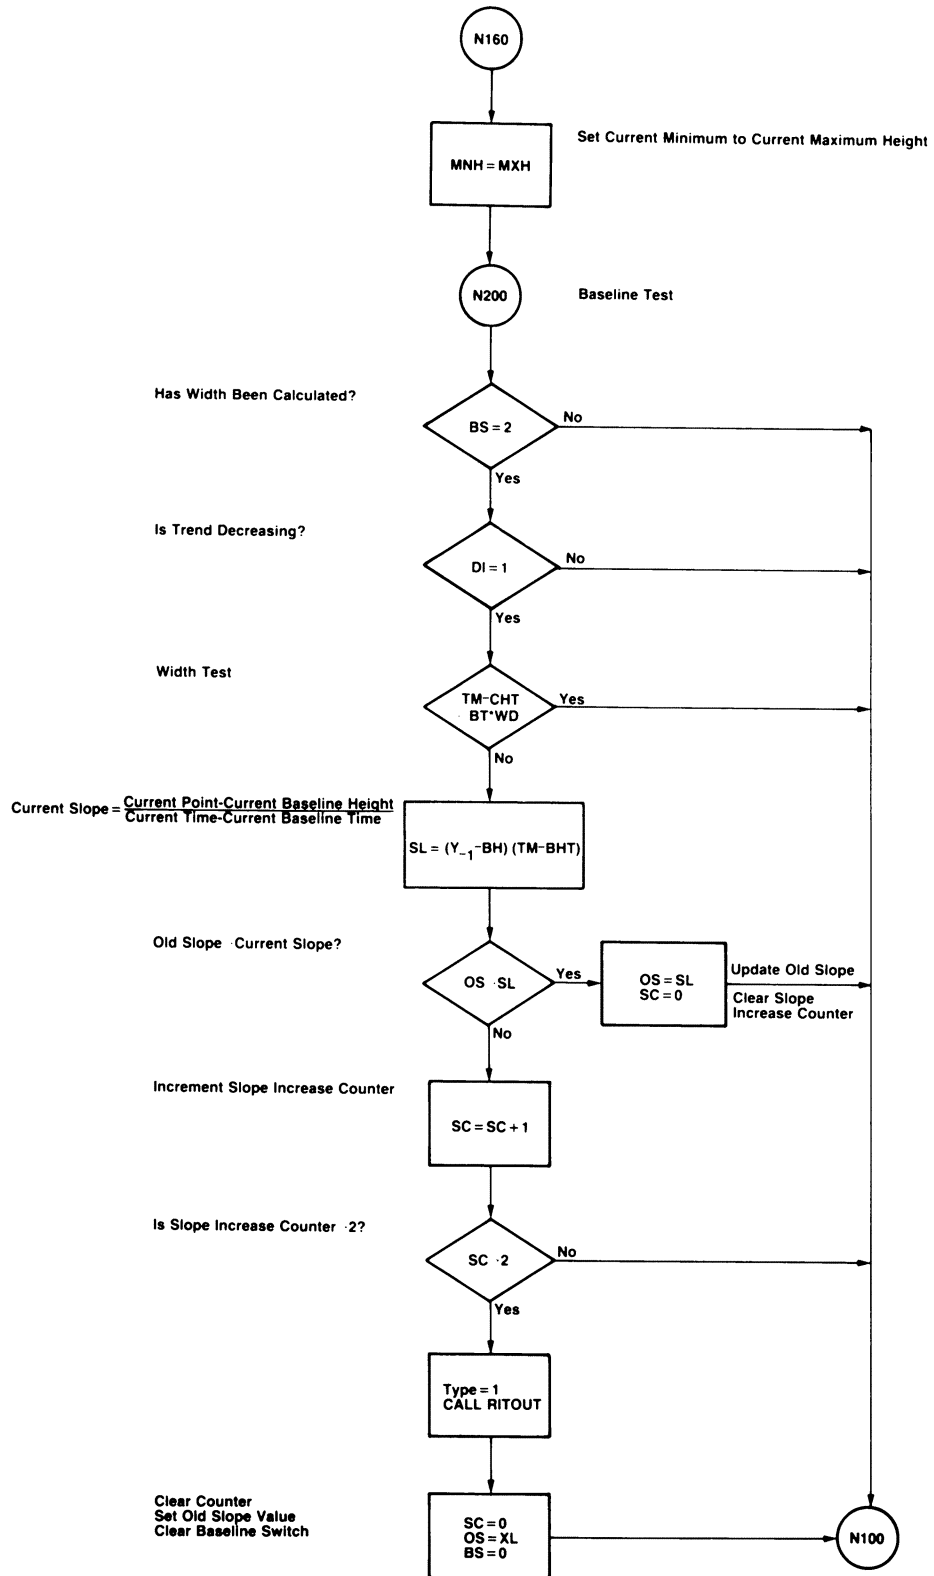 N160
Set Current Minimum to Current Maximum Height
MNH = MXH
N200
Baseline Test
Has Width Been Calculated?
BS = 2
No
Yes
Is Trend Decreasing?
DI = 1
No
Yes
Width Test
TM-CHT
BT*WD
Yes
No
Current Slope = Current Point-Current Baseline Height
Current Time-Current Baseline Time
SL = (Y-1-BH) (TM-BHT)
Old Slope Current Slope?
OS SL
Yes
OS = SL
SC = 0
Update Old Slope
Clear Slope
Increase Counter
No
Increment Slope Increase Counter
SC = SC + 1
Is Slope Increase Counter 2?
SC 2
No
Yes
Type = 1
CALL RITOUT
Clear Counter
Set Old Slope Value
Clear Baseline Switch
SC = 0
OS = XL
BS = 0
N100